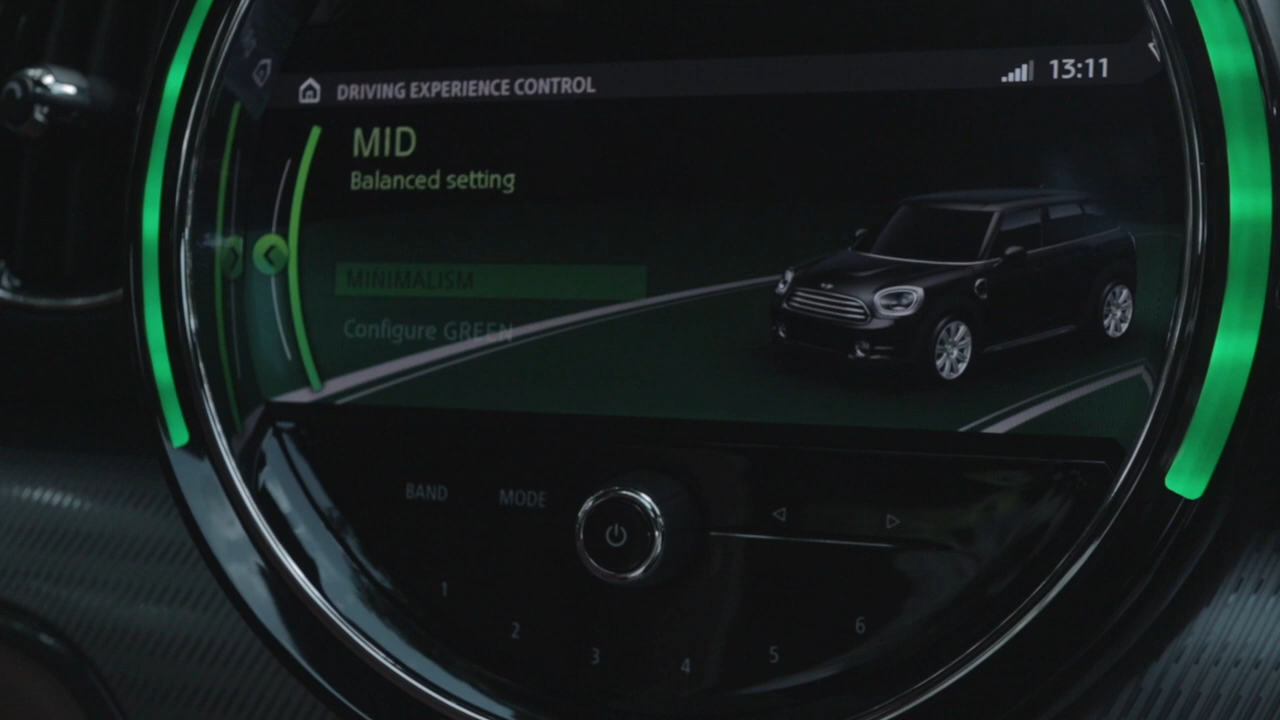 DRIVING EXPERIENCE CONTROL
13:11
MID
Balanced setting
MINIMALISM
Configure GREEN
BAND
MODE
1
2
3
4
5
6